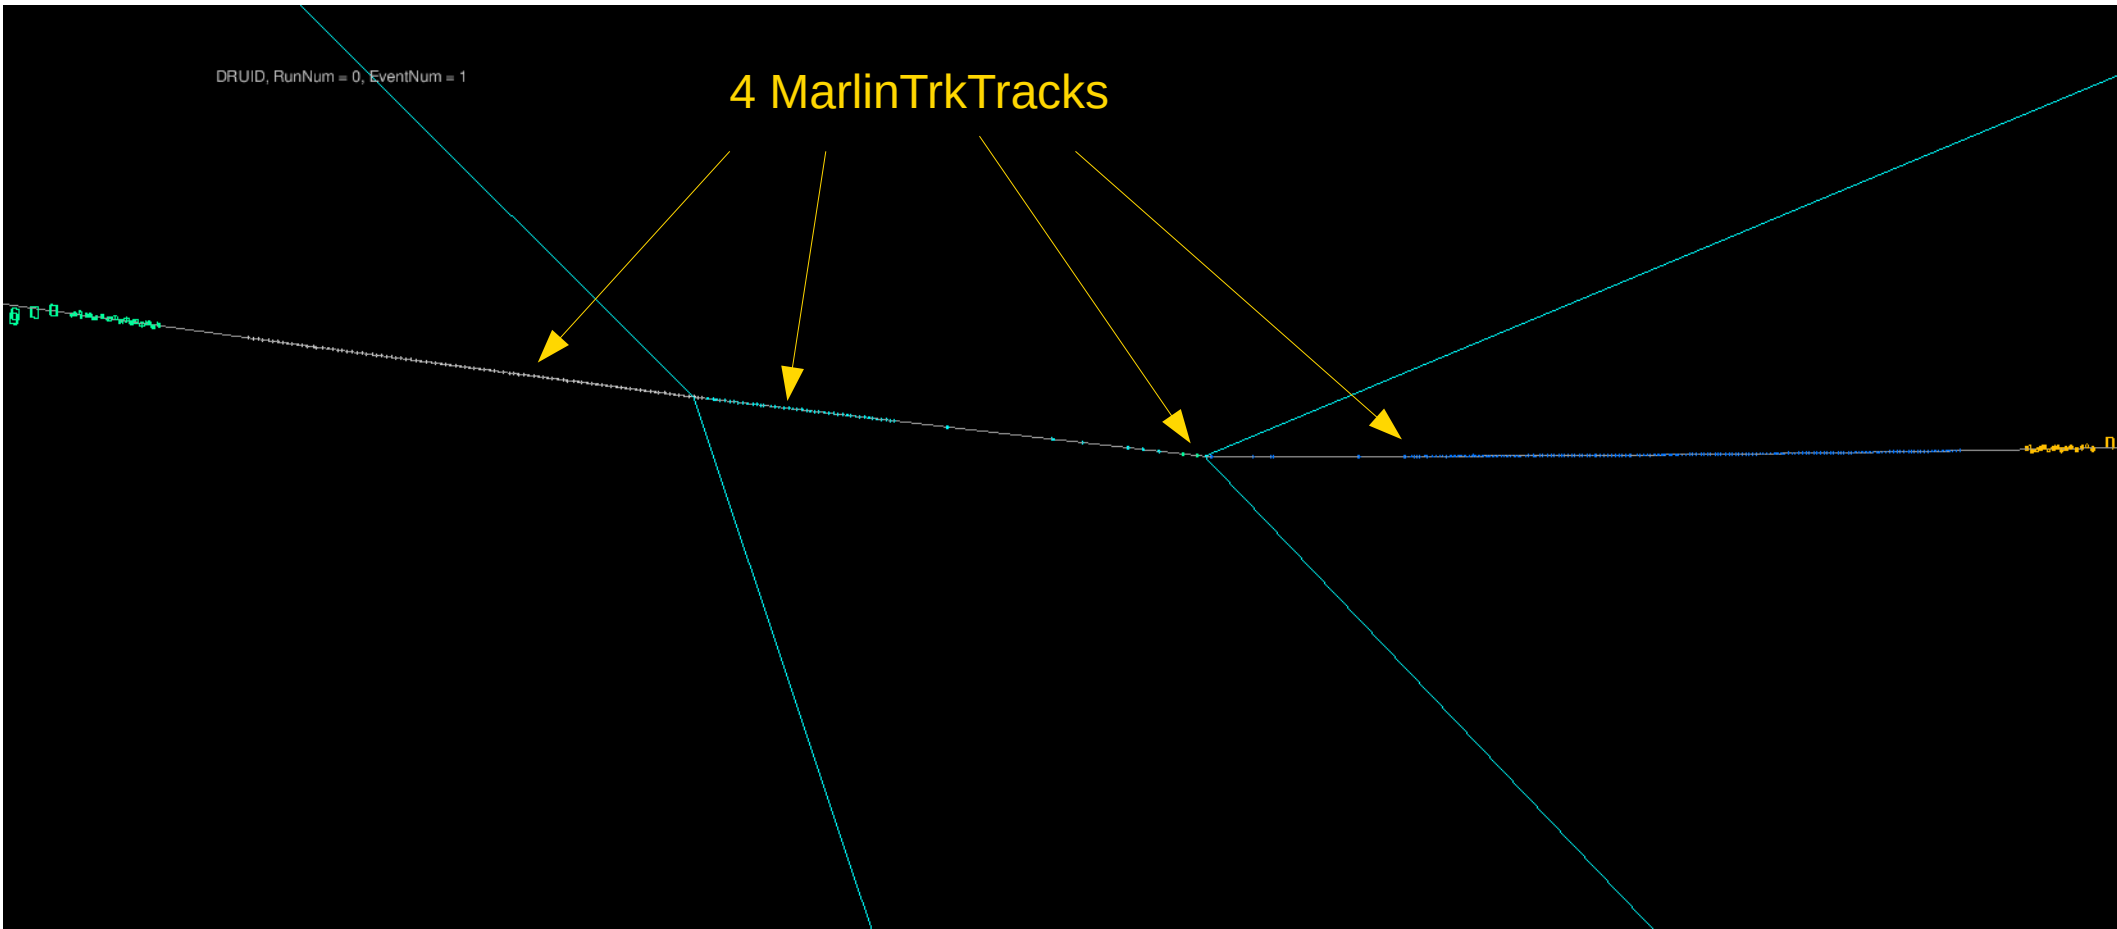 DRUID, RunNum = 0, EventNum = 1
4 MarlinTrkTracks